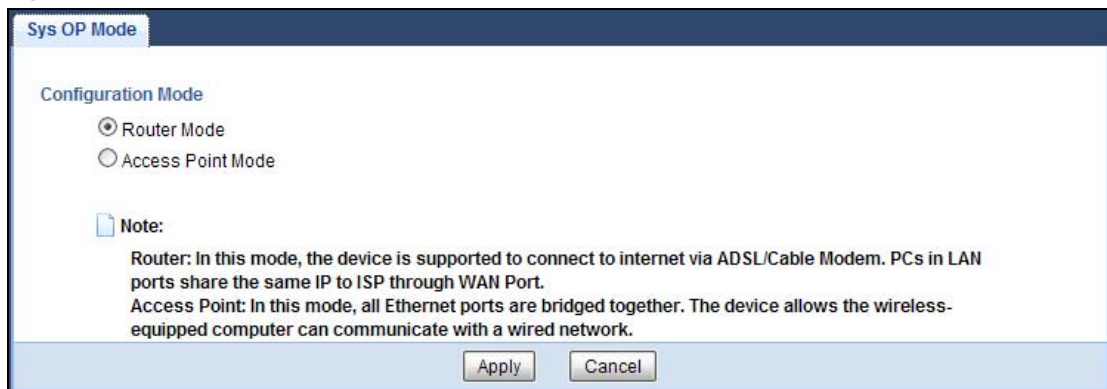 Sys OP Mode
Configuration Mode
Router Mode
Access Point Mode
Note:
Router: In this mode, the device is supported to connect to internet via ADSL/Cable Modem. PCs in LAN
ports share the same IP to ISP through WAN Port.
Access Point: In this mode, all Ethernet ports are bridged together. The device allows the wireless-
equipped computer can communicate with a wired network.
Apply Cancel